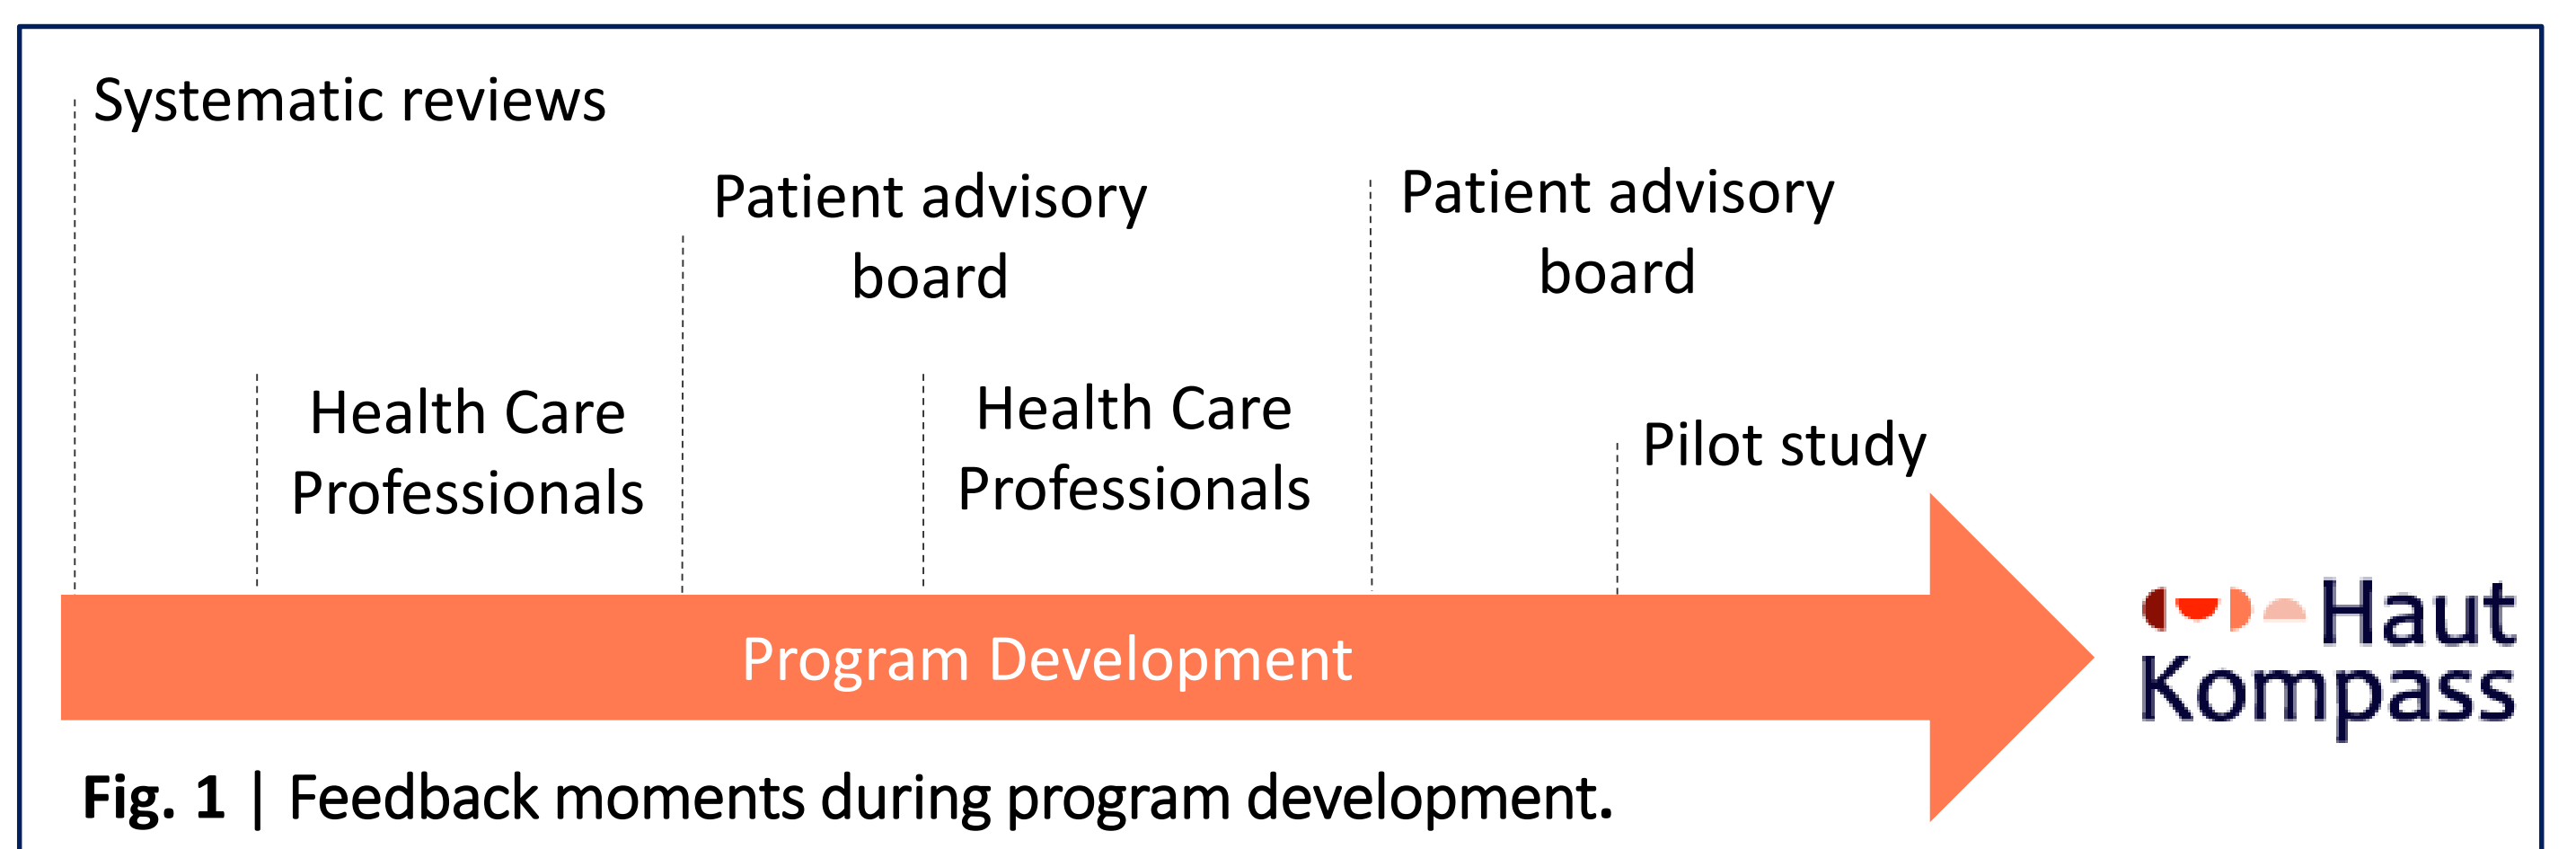 Systematic reviews
Health Care
Professionals
Patient advisory
board
Health Care
Professionals
Patient advisory
board
Pilot study
Program Development
Haut
Kompass
Fig. 1 | Feedback moments during program development.